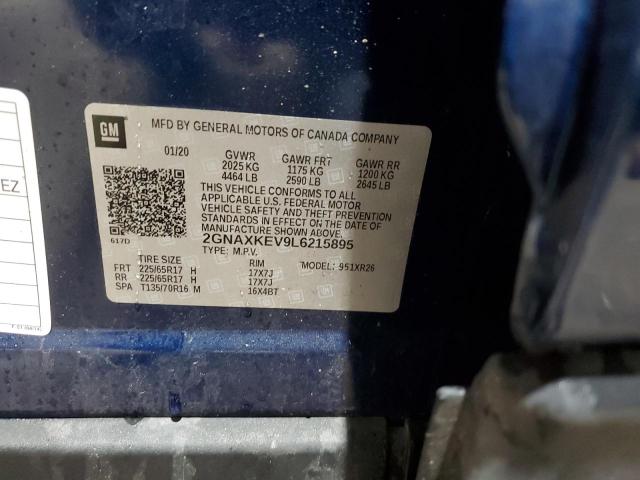 GM
MFD BY GENERAL MOTORS OF CANADA COMPANY
01/20 GVWR GAWR FRT GAWR RR
2025 KG 1175 KG 1200 KG
4464 LB 2590 LB 2645 LB
THIS VEHICLE CONFORMS TO ALL
APPLICABLE U.S. FEDERAL MOTOR
VEHICLE SAFETY AND THEFT PREVENTION
STANDARDS IN EFFECT ON THE DATE OF
MANUFACTURE SHOWN ABOVE.
617D 2GNAXKEV9L6215895
TYPE: M.P.V.
TIRE SIZE RIM MODEL: 951XR26
FRT 225/65R17 H 17X7J
RR 225/65R17 H 17X7J
SPA T135/70R16 M 16X4BT
EZ